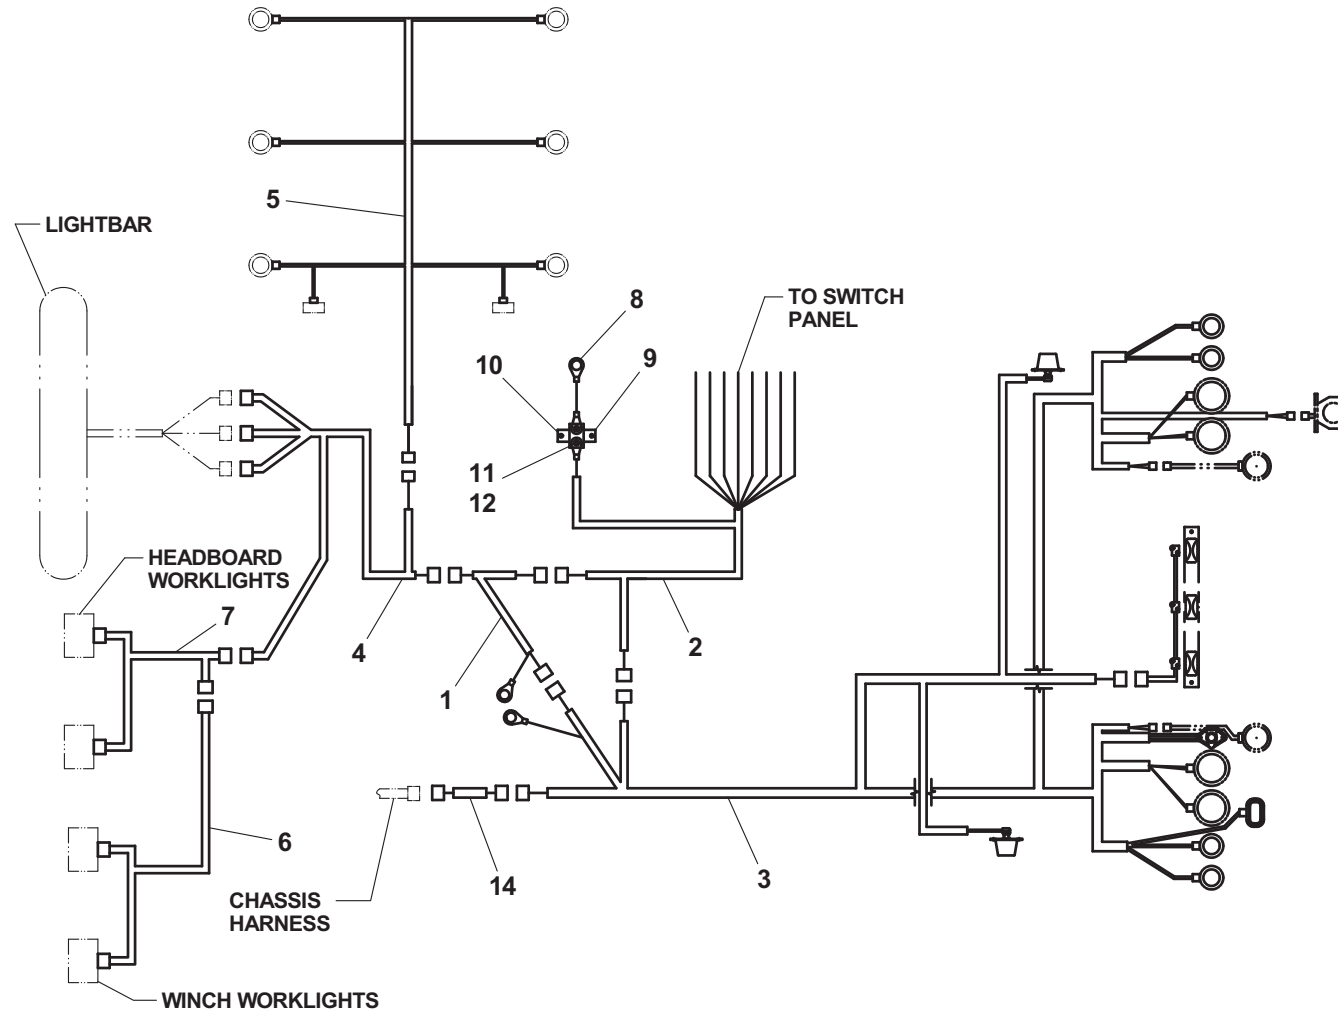 5
LIGHTBAR
8
TO SWITCH
PANEL
10
9
11
12
HEADBOARD
WORKLIGHTS
7
4
1
2
6
CHASSIS
HARNESS
14
3
WINCH WORKLIGHTS